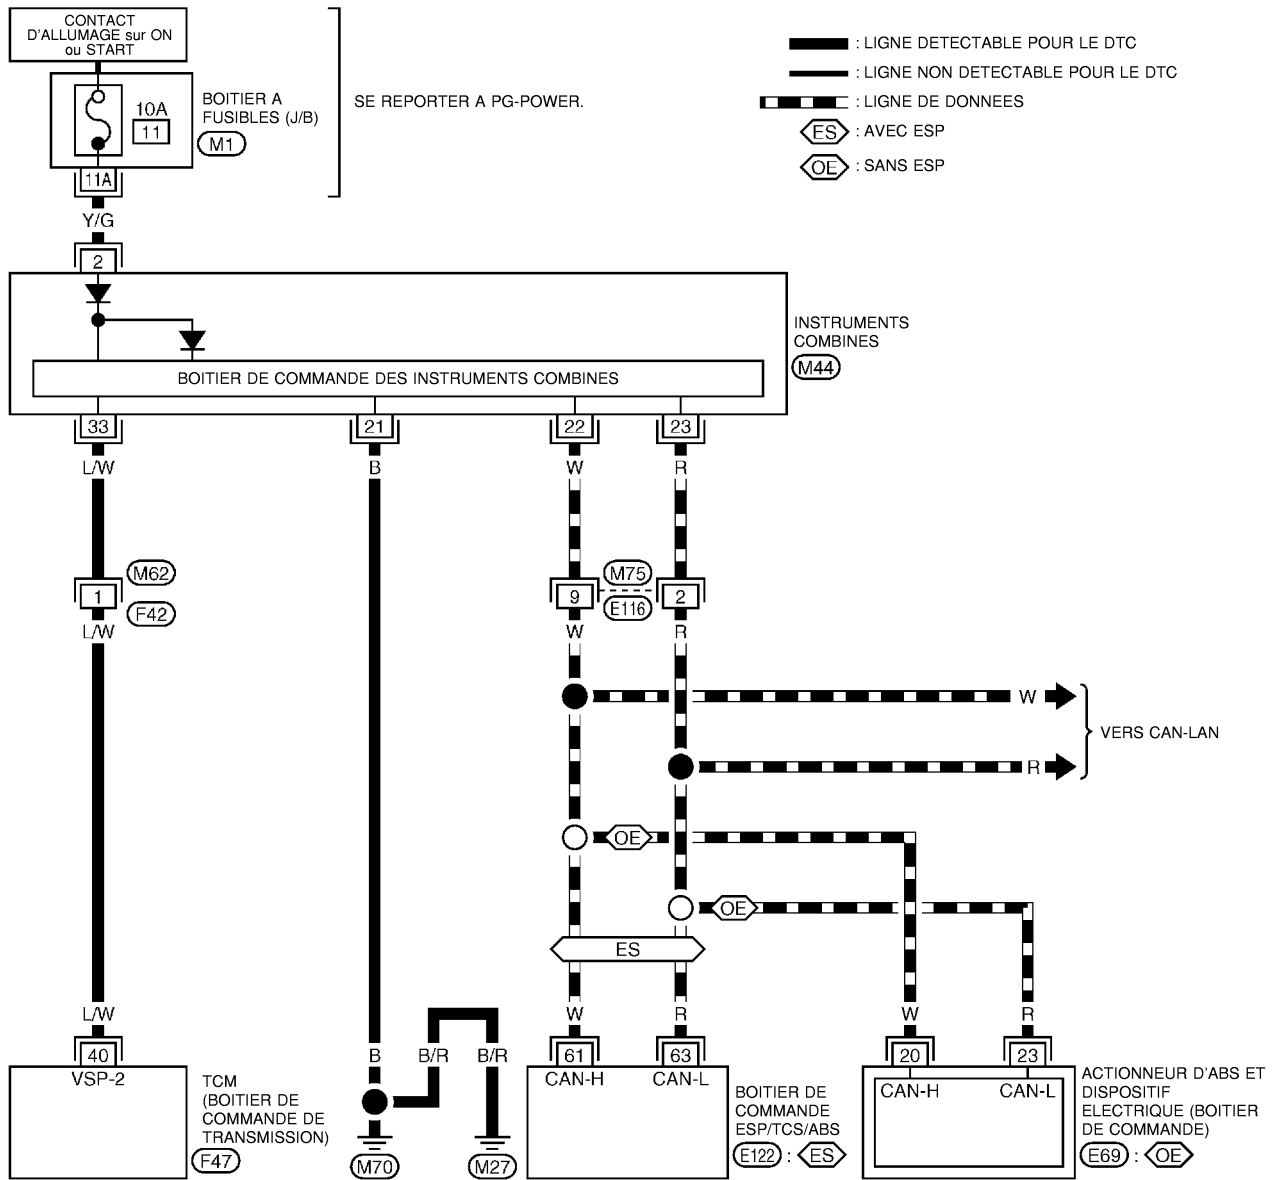 CONTACT
D'ALLUMAGE sur ON
ou START
10A
11
BOITIER A
FUSIBLES (J/B)
M1
SE REPORTER A PG-POWER.
: LIGNE DETECTABLE POUR LE DTC
: LIGNE NON DETECTABLE POUR LE DTC
: LIGNE DE DONNEES
ES : AVEC ESP
OE : SANS ESP
11A
Y/G
2
INSTRUMENTS
COMBINES
M44
BOITIER DE COMMANDE DES INSTRUMENTS COMBINES
33 21 22 23
L/W B W R
M62
1
F42
M75
9 2
E116
L/W W R
W
VERS CAN-LAN
R
OE
OE
ES
L/W W R W R
40 B B/R B/R 61 63 20 23
VSP-2 CAN-H CAN-L CAN-H CAN-L
TCM
(BOITIER DE
COMMANDE DE
TRANSMISSION)
F47
M70 M27
BOITIER DE
COMMANDE
ESP/TCS/ABS
E122 : ES
ACTIONNEUR D'ABS ET
DISPOSITIF
ELECTRIQUE (BOITIER
DE COMMANDE)
E69 : OE